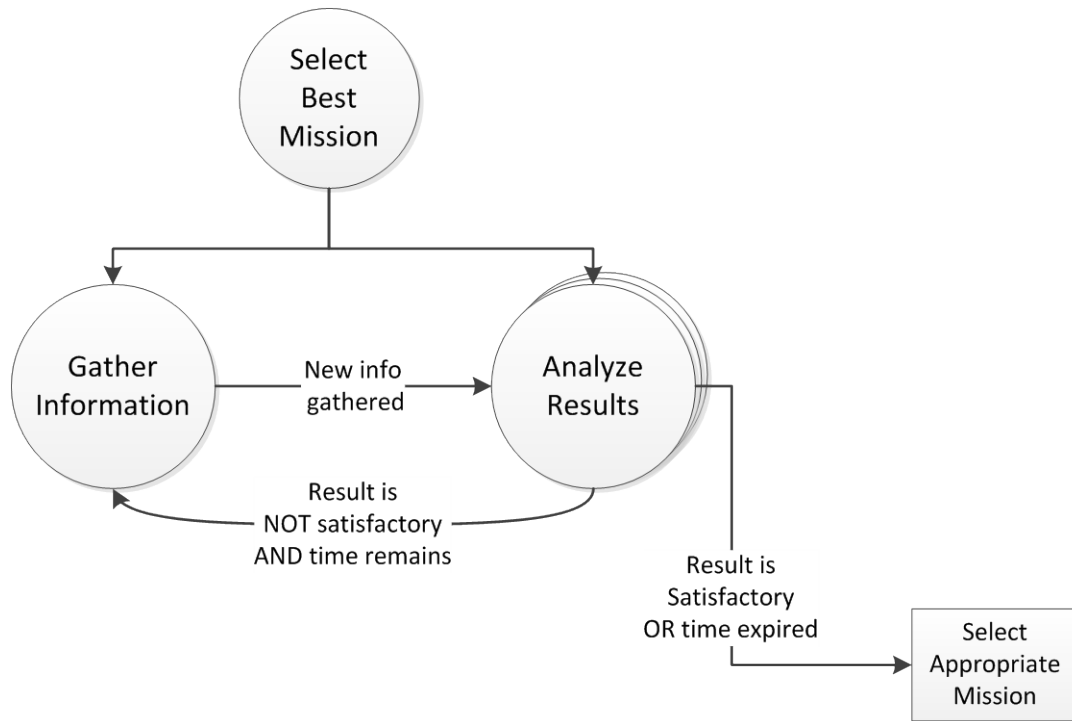 Select
Best
Mission
Gather
Information
New info
gathered
Analyze
Results
Result is
NOT satisfactory
AND time remains
Result is
Satisfactory
OR time expired
Select
Appropriate
Mission